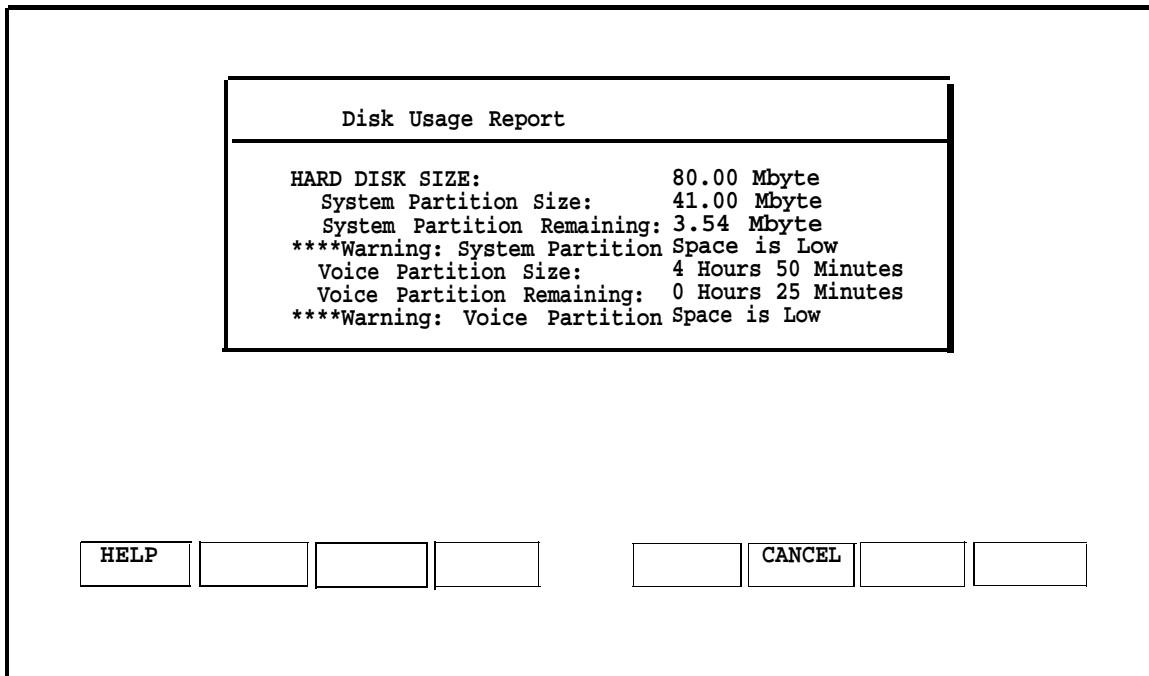 Disk Usage Report
HARD DISK SIZE: 80.00 Mbyte
System Partition Size: 41.00 Mbyte
System Partition Remaining: 3.54 Mbyte
****Warning: System Partition Space is Low
Voice Partition Size: 4 Hours 50 Minutes
Voice Partition Remaining: 0 Hours 25 Minutes
****Warning: Voice Partition Space is Low
HELP CANCEL